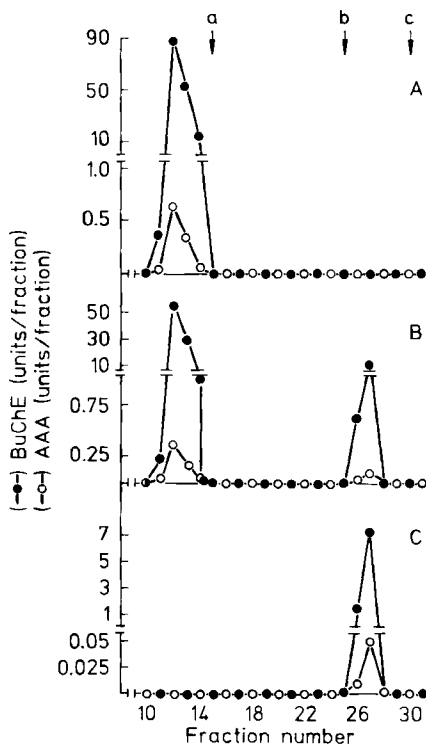 a b c
90
50
10
1.0
0.5
A
50
30
10
0.75
0.25
B
7
5
3
1
0.05
0.025
C
(-●-) BuChE (units/fraction)
(-o-) AAA (units/fraction)
10 14 18 22 26 30
Fraction number